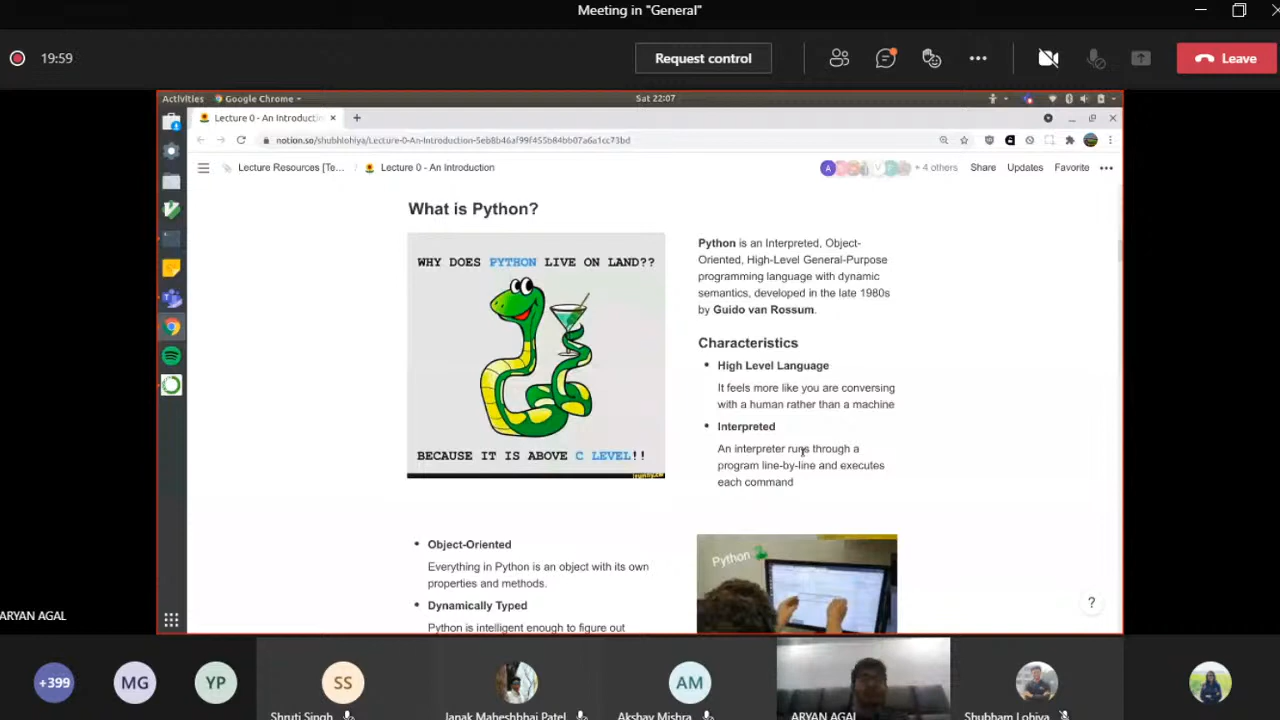 Meeting in "General"
19:59
Request control
Leave
Activities
Google Chrome
Sat 22:07
Lecture 0 - An Introductio
notion.so/shubhlohiya/Lecture-0-An-Introduction-5eb8b46af99f455b84bb07a6a1cc73bd
Lecture Resources [Te...
/
Lecture 0 - An Introduction
A
V
+ 4 others
Share
Updates
Favorite
What is Python?
WHY DOES PYTHON LIVE ON LAND??
BECAUSE IT IS ABOVE C LEVEL!!
Python is an Interpreted, Object-
Oriented, High-Level General-Purpose
programming language with dynamic
semantics, developed in the late 1980s
by Guido van Rossum.
Characteristics
• High Level Language
It feels more like you are conversing
with a human rather than a machine
• Interpreted
An interpreter runs through a
program line-by-line and executes
each command
• Object-Oriented
Everything in Python is an object with its own
properties and methods.
• Dynamically Typed
Python is intelligent enough to figure out
Python
?
ARYAN AGAL
+399
MG
YP
SS
Shruti Singh
Janak Maheshbhai Patel
AM
Akshay Mishra
ARYAN AGAL
Shubham Lohiya